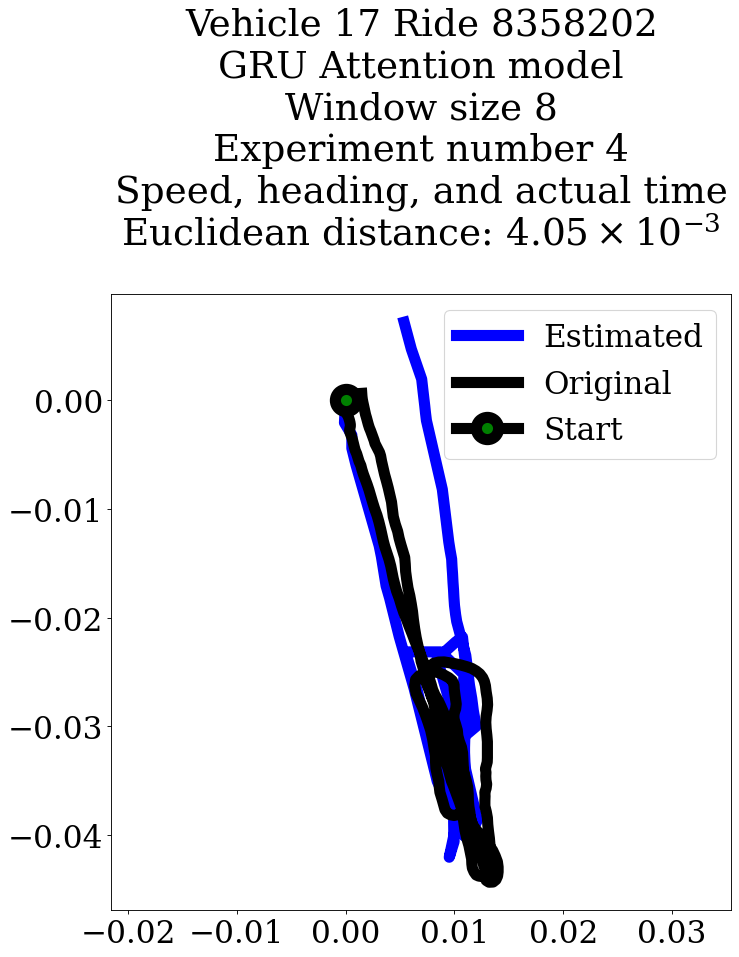 Vehicle 17 Ride 8358202
GRU Attention model
Window size 8
Experiment number 4
Speed, heading, and actual time
Euclidean distance: 4.05 × 10⁻³
Estimated
Original
Start
0.00
−0.01
−0.02
−0.03
−0.04
−0.02 −0.01 0.00 0.01 0.02 0.03